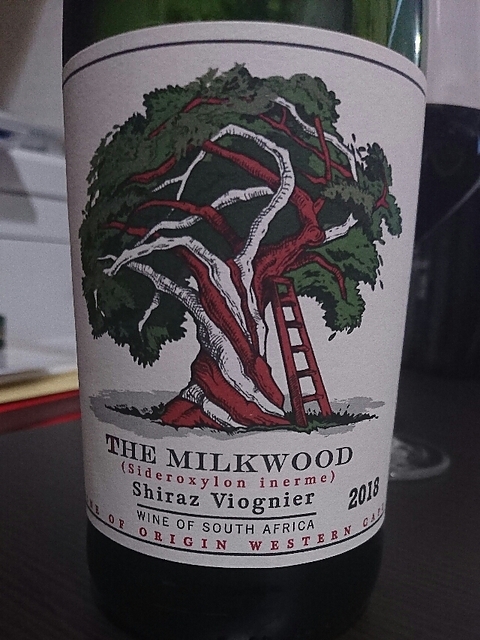 THE MILKWOOD
(Sideroxylon inerme)
Shiraz Viognier
2018
WINE OF SOUTH AFRICA
OF ORIGIN WESTERN